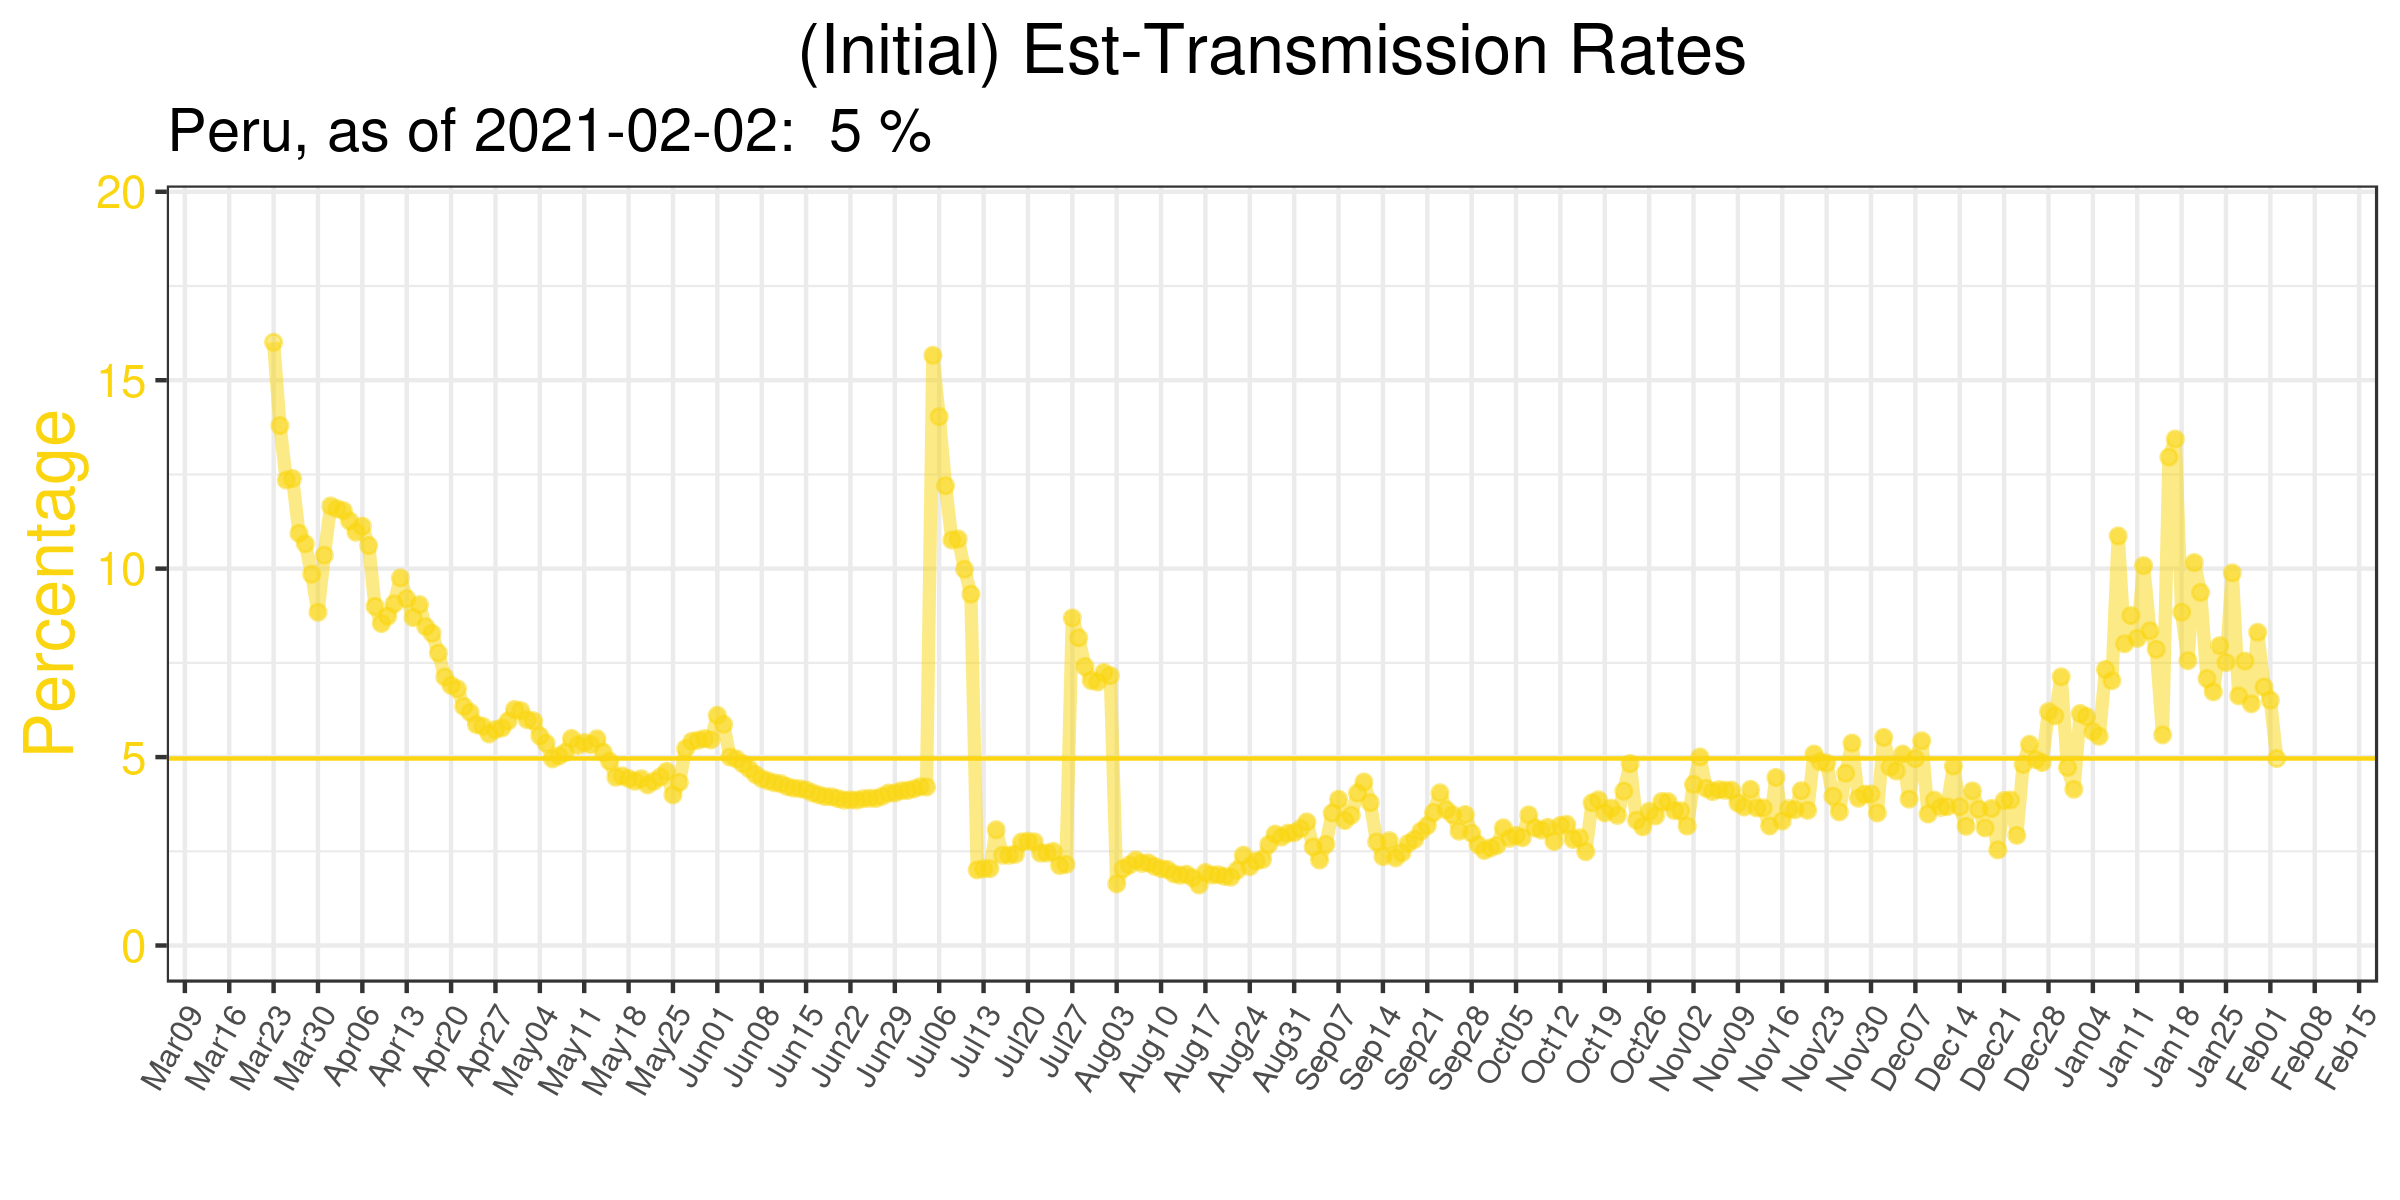 (Initial) Est-Transmission Rates
Peru, as of 2021-02-02:  5 %
Percentage
20
15
10
5
0
Mar09
Mar16
Mar23
Mar30
Apr06
Apr13
Apr20
Apr27
May04
May11
May18
May25
Jun01
Jun08
Jun15
Jun22
Jun29
Jul06
Jul13
Jul20
Jul27
Aug03
Aug10
Aug17
Aug24
Aug31
Sep07
Sep14
Sep21
Sep28
Oct05
Oct12
Oct19
Oct26
Nov02
Nov09
Nov16
Nov23
Nov30
Dec07
Dec14
Dec21
Dec28
Jan04
Jan11
Jan18
Jan25
Feb01
Feb08
Feb15